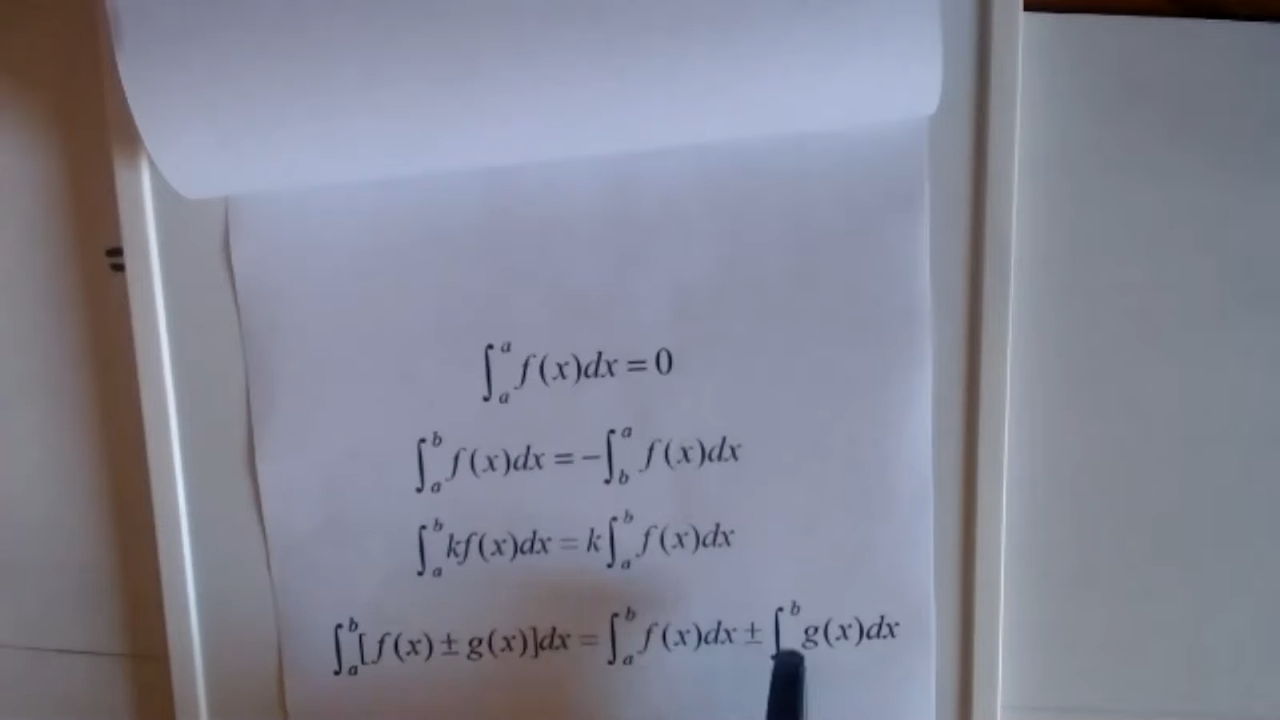 ∫_a^a f(x)dx = 0
∫_a^b f(x)dx = -∫_b^a f(x)dx
∫_a^b kf(x)dx = k∫_a^b f(x)dx
∫_a^b [f(x) ± g(x)]dx = ∫_a^b f(x)dx ± ∫^b g(x)dx